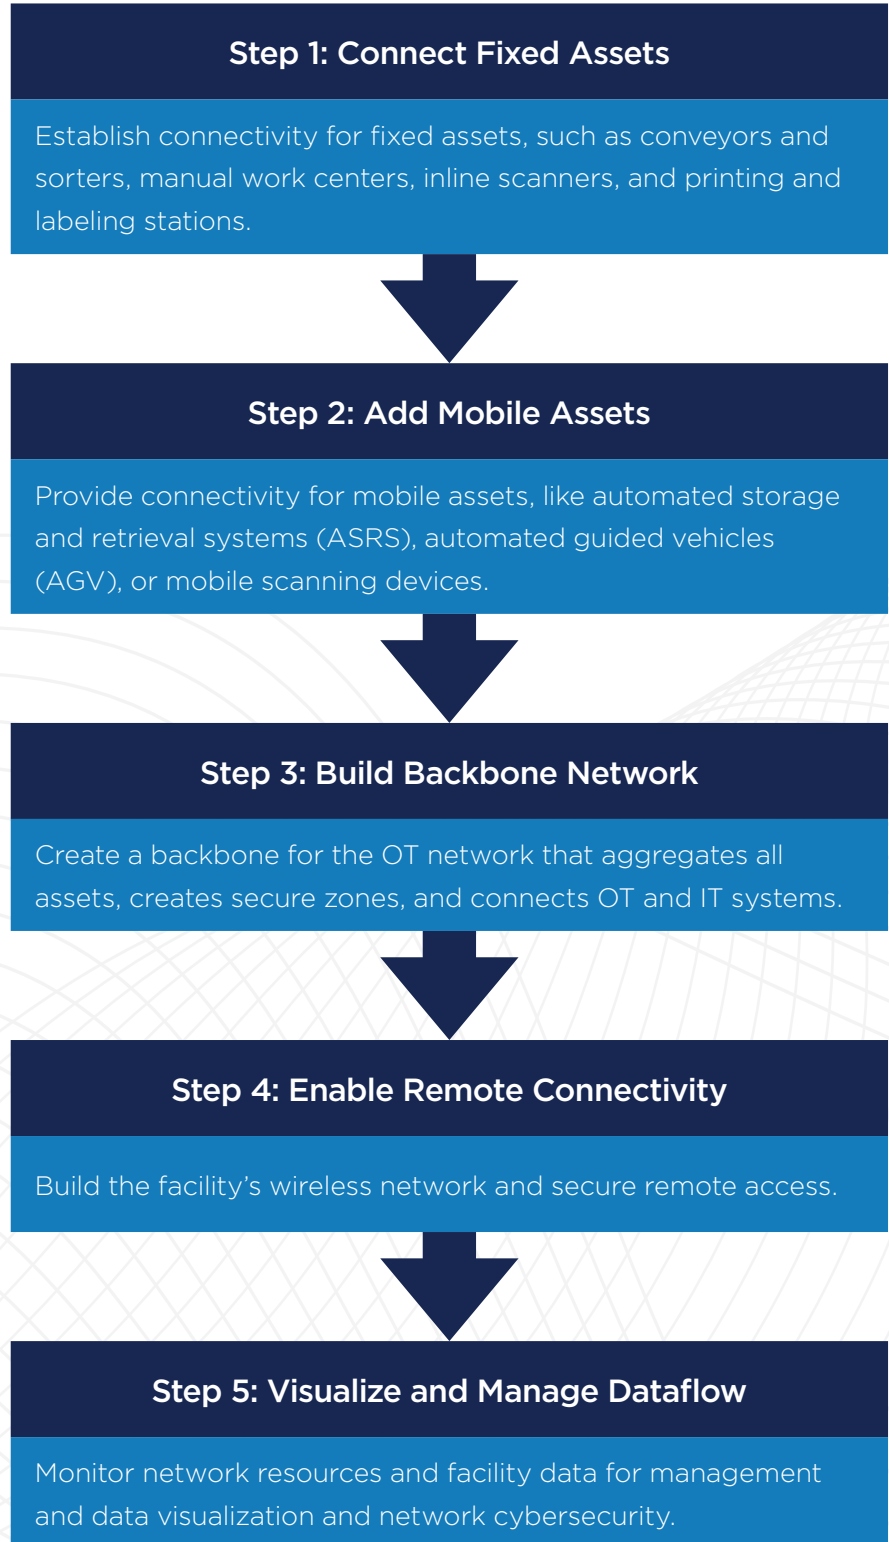 Step 1: Connect Fixed Assets
Establish connectivity for fixed assets, such as conveyors and
sorters, manual work centers, inline scanners, and printing and
labeling stations.
Step 2: Add Mobile Assets
Provide connectivity for mobile assets, like automated storage
and retrieval systems (ASRS), automated guided vehicles
(AGV), or mobile scanning devices.
Step 3: Build Backbone Network
Create a backbone for the OT network that aggregates all
assets, creates secure zones, and connects OT and IT systems.
Step 4: Enable Remote Connectivity
Build the facility’s wireless network and secure remote access.
Step 5: Visualize and Manage Dataflow
Monitor network resources and facility data for management
and data visualization and network cybersecurity.